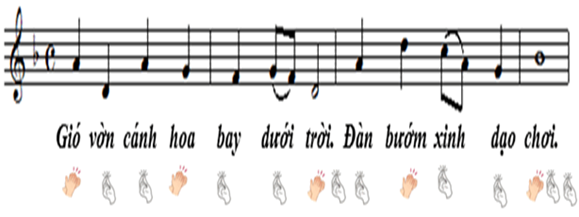 Gió vờn cánh hoa bay dưới trời. Đàn bướm xinh dạo chơi.